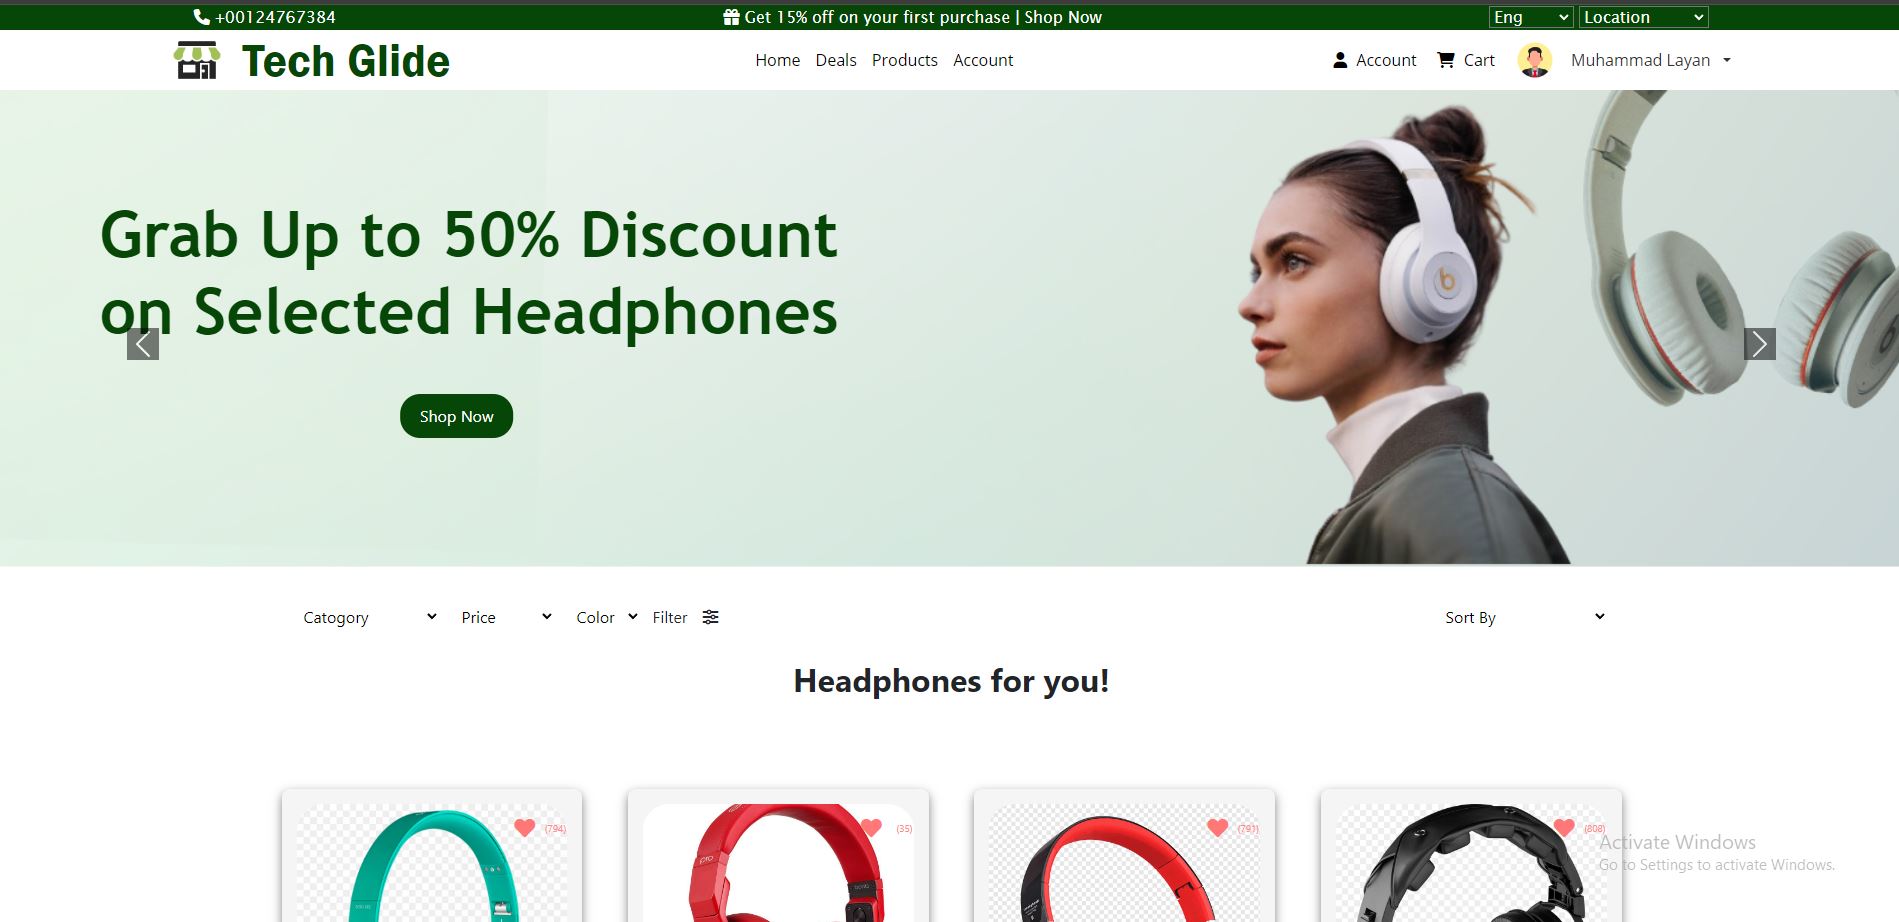 +00124767384
Get 15% off on your first purchase | Shop Now
Eng
Location
Tech Glide
Home
Deals
Products
Account
Account
Cart
Muhammad Layan
Grab Up to 50% Discount
on Selected Headphones
Shop Now
Catogory
Price
Color
Filter
Sort By
Headphones for you!
(794)
(35)
(791)
(808)
pro
Activate Windows
Go to Settings to activate Windows.